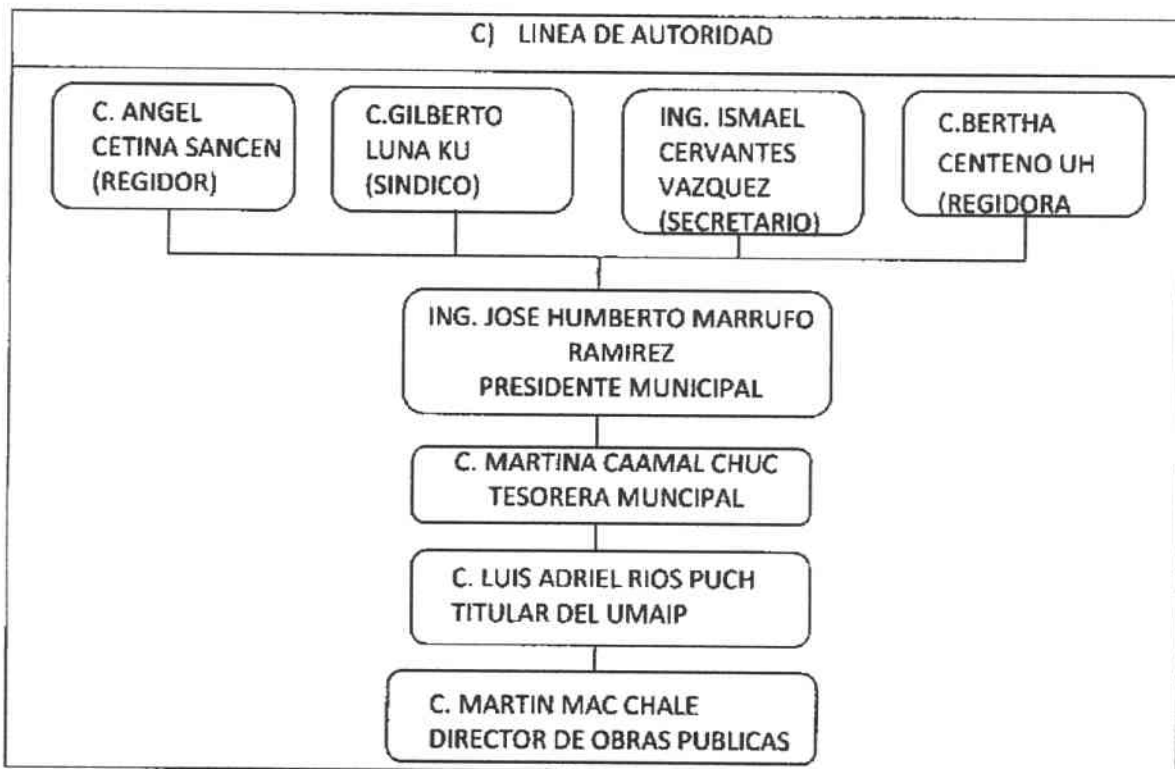 C) LINEA DE AUTORIDAD
C. ANGEL
CETINA SANCEN
(REGIDOR)
C.GILBERTO
LUNA KU
(SINDICO)
ING. ISMAEL
CERVANTES
VAZQUEZ
(SECRETARIO)
C.BERTHA
CENTENO UH
(REGIDORA
ING. JOSE HUMBERTO MARRUFO
RAMIREZ
PRESIDENTE MUNICIPAL
C. MARTINA CAAMAL CHUC
TESORERA MUNCIPAL
C. LUIS ADRIEL RIOS PUCH
TITULAR DEL UMAIP
C. MARTIN MAC CHALE
DIRECTOR DE OBRAS PUBLICAS